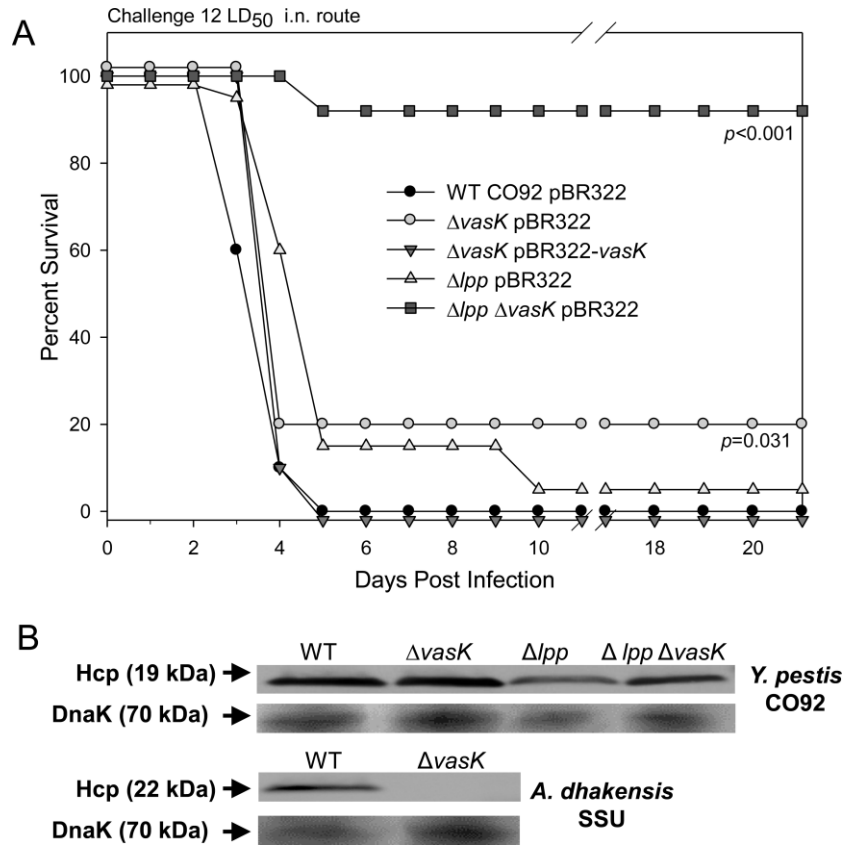 A
Challenge 12 LD50 i.n. route
Percent Survival
100
80
60
40
20
0
p<0.001
WT CO92 pBR322
ΔvasK pBR322
ΔvasK pBR322-vasK
Δlpp pBR322
Δlpp ΔvasK pBR322
p=0.031
0 2 4 6 8 10 18 20
Days Post Infection
B
WT ΔvasK Δlpp Δ lpp ΔvasK
Hcp (19 kDa)
DnaK (70 kDa)
Y. pestis
CO92
WT ΔvasK
Hcp (22 kDa)
DnaK (70 kDa)
A. dhakensis
SSU